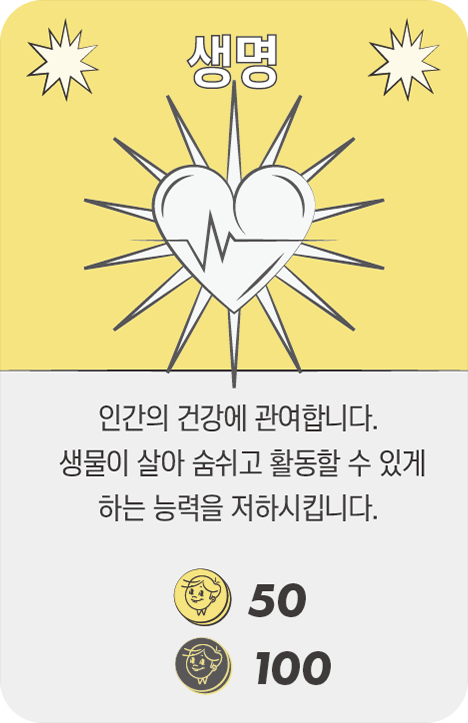 생명
인간의 건강에 관여합니다.
생물이 살아 숨쉬고 활동할 수 있게
하는 능력을 저하시킵니다.
50
100